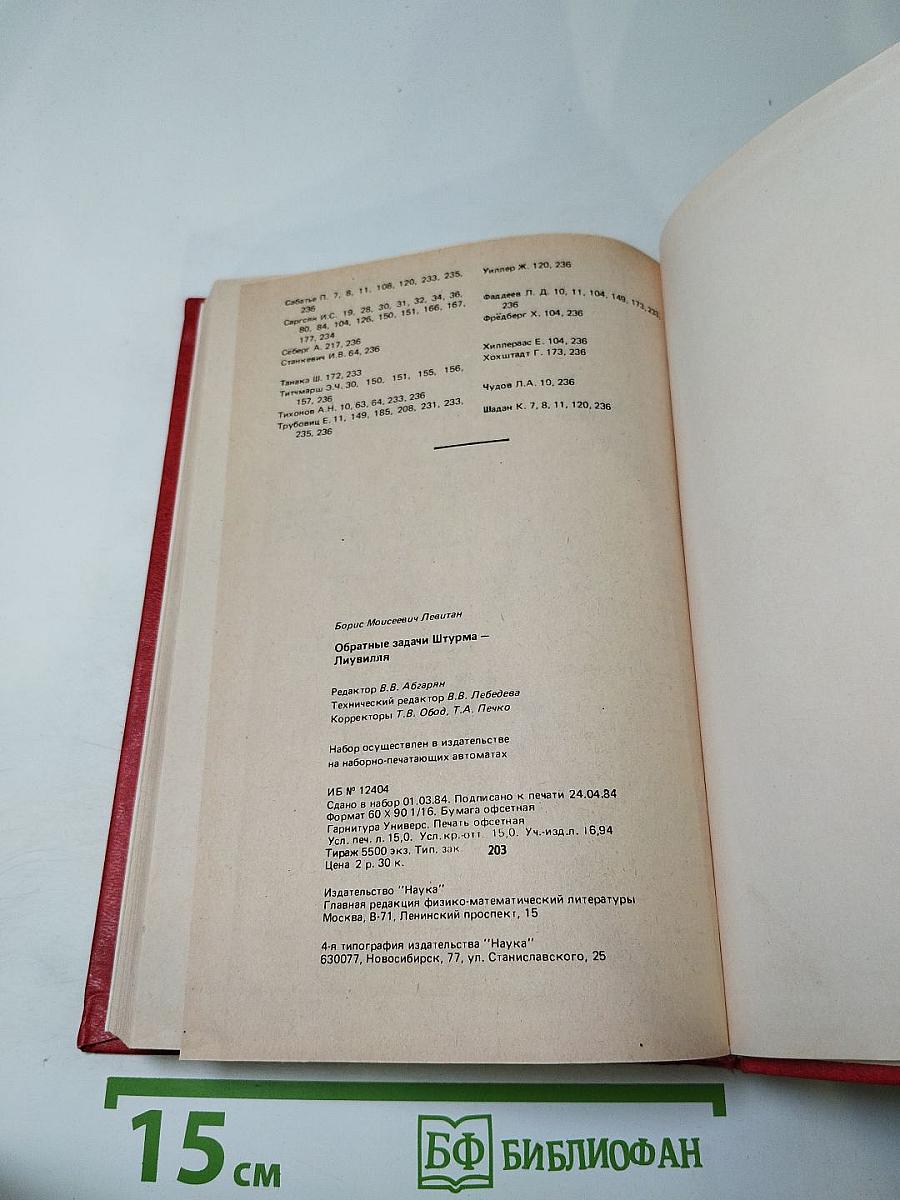 Сабатье П. 7, 8, 11, 108, 120, 233, 235,
236
Саргсян И.С. 19, 28, 30, 31, 32, 34, 36,
80, 84, 104, 126, 150, 151, 166, 167,
177, 234
Сёберг А. 217, 236
Станкевич И.В. 64, 236
Танака Ш. 172, 233
Титчмарш Э.Ч. 30, 150, 151, 155, 156,
157, 236
Тихонов А.Н. 10, 63, 64, 233, 236
Трубовиц Е. 11, 149, 185, 208, 231, 233,
235, 236
Уиллер Ж. 120, 236
Фаддеев Л. Д. 10, 11, 104, 149, 173, 233,
236
Фрёдберг Х. 104, 236
Хиллераас Е. 104, 236
Хохштадт Г. 173, 236
Чудов Л.А. 10, 236
Шадан К. 7, 8, 11, 120, 236
Борис Моисеевич Левитан
Обратные задачи Штурма —
Лиувилля
Редактор В.В. Абгарян
Технический редактор В.В. Лебедева
Корректоры Т.В. Обод, Т.А. Печко
Набор осуществлен в издательстве
на наборно-печатающих автоматах
ИБ № 12404
Сдано в набор 01.03.84. Подписано к печати 24.04.84
Формат 60 X 90 1/16. Бумага офсетная
Гарнитура Универс. Печать офсетная
Усл. печ. л. 15,0. Усл.кр.-отт. 15,0. Уч.-изд.л. 16,94
Тираж 5500 экз. Тип. зак 203
Цена 2 р. 30 к.
Издательство "Наука"
Главная редакция физико-математической литературы
Москва, В-71, Ленинский проспект, 15
4-я типография издательства "Наука"
630077, Новосибирск, 77, ул. Станиславского, 25
15 см
БФ БИБЛИОФАН